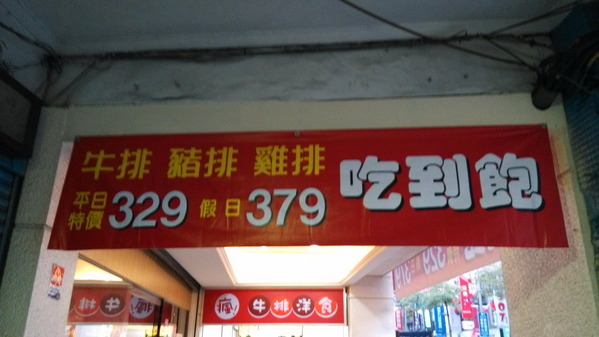 牛排 豬排 雞排
平日特價 329 假日 379
吃到飽
瘋! 牛排洋食